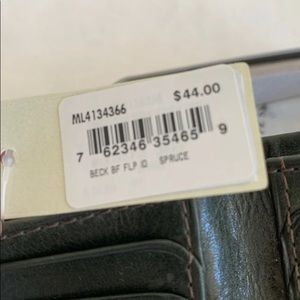 ML4134366 $44.00
7 62346 35465 9
BECK BF FLP ID SPRUCE